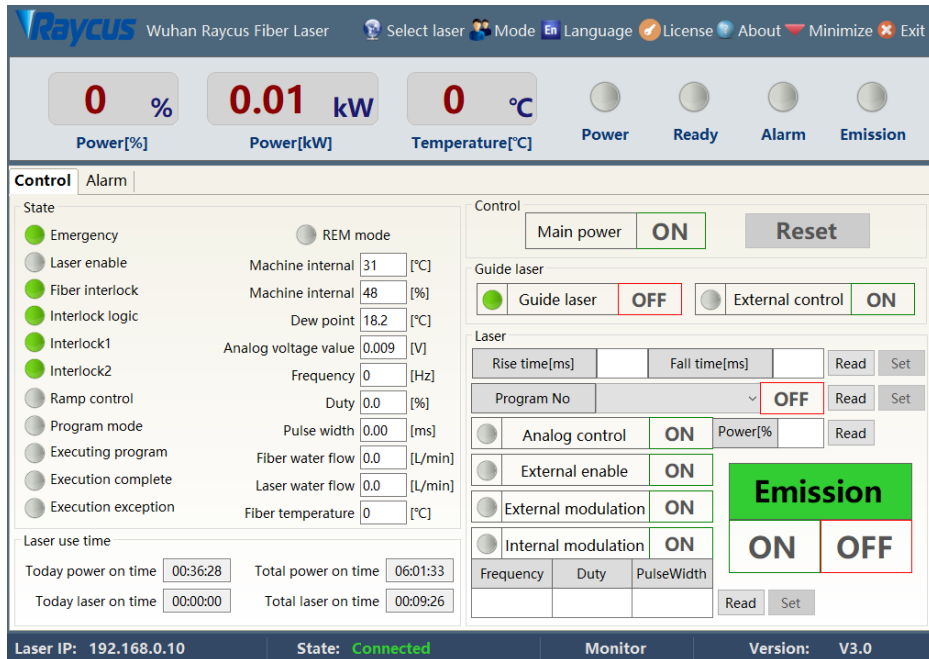 Raycus Wuhan Raycus Fiber Laser Select laser Mode En Language License About Minimize Exit
0 % 0.01 kW 0 ℃
Power[%] Power[kW] Temperature[℃] Power Ready Alarm Emission
Control Alarm
State
Emergency REM mode
Laser enable Machine internal 31 [℃]
Fiber interlock Machine internal 48 [%]
Interlock logic Dew point 18.2 [℃]
Interlock1 Analog voltage value 0.009 [V]
Interlock2 Frequency 0 [Hz]
Ramp control Duty 0.0 [%]
Program mode Pulse width 0.00 [ms]
Executing program Fiber water flow 0.0 [L/min]
Execution complete Laser water flow 0.0 [L/min]
Execution exception Fiber temperature 0 [℃]
Laser use time
Today power on time 00:36:28 Total power on time 06:01:33
Today laser on time 00:00:00 Total laser on time 00:09:26
Control
Main power ON Reset
Guide laser
Guide laser OFF External control ON
Laser
Rise time[ms] Fall time[ms] Read Set
Program No OFF Read Set
Analog control ON Power[% Read
External enable ON
External modulation ON
Internal modulation ON
Emission
ON OFF
Frequency Duty PulseWidth
Read Set
Laser IP: 192.168.0.10 State: Connected Monitor Version: V3.0